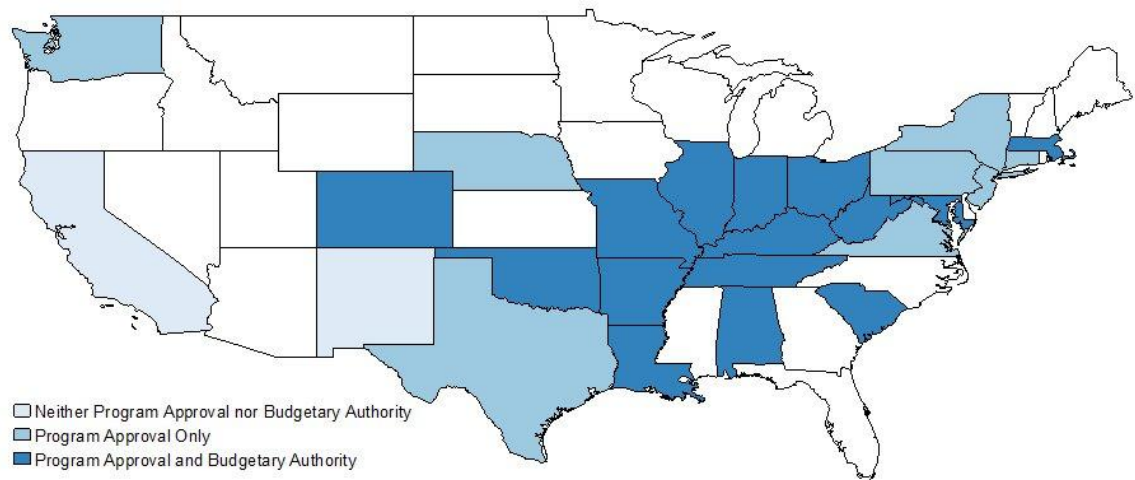 Neither Program Approval nor Budgetary Authority
Program Approval Only
Program Approval and Budgetary Authority